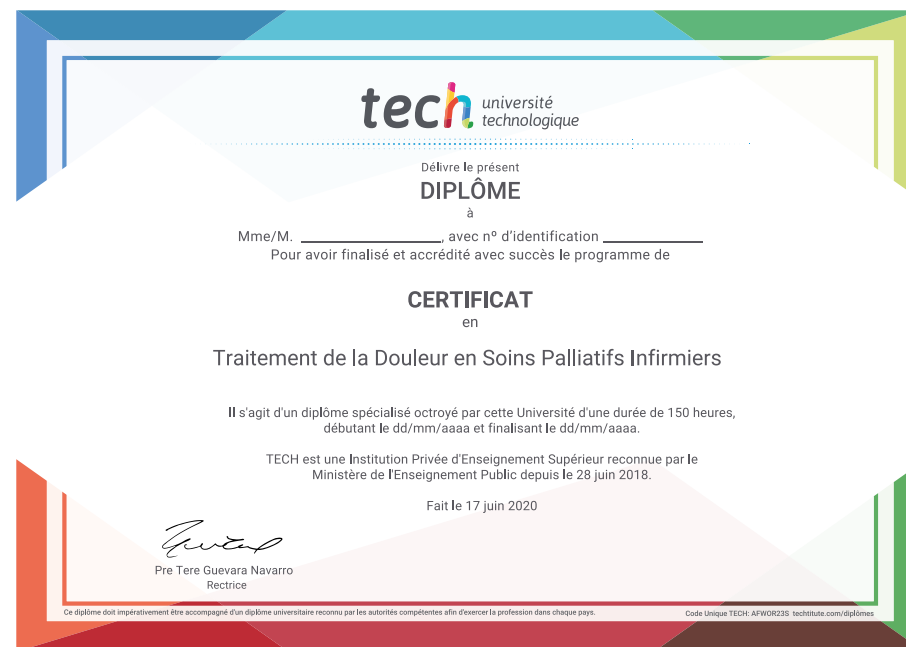 tech université
technologique
Délivre le présent
DIPLÔME
à
Mme/M. ____________________, avec nº d'identification ______________
Pour avoir finalisé et accrédité avec succès le programme de
CERTIFICAT
en
Traitement de la Douleur en Soins Palliatifs Infirmiers
Il s'agit d'un diplôme spécialisé octroyé par cette Université d'une durée de 150 heures,
débutant le dd/mm/aaaa et finalisant le dd/mm/aaaa.
TECH est une Institution Privée d'Enseignement Supérieur reconnue par le
Ministère de l'Enseignement Public depuis le 28 juin 2018.
Fait le 17 juin 2020
Pre Tere Guevara Navarro
Rectrice
Ce diplôme doit impérativement être accompagné d'un diplôme universitaire reconnu par les autorités compétentes afin d'exercer la profession dans chaque pays.
Code Unique TECH: AFWOR23S techtitute.com/diplômes